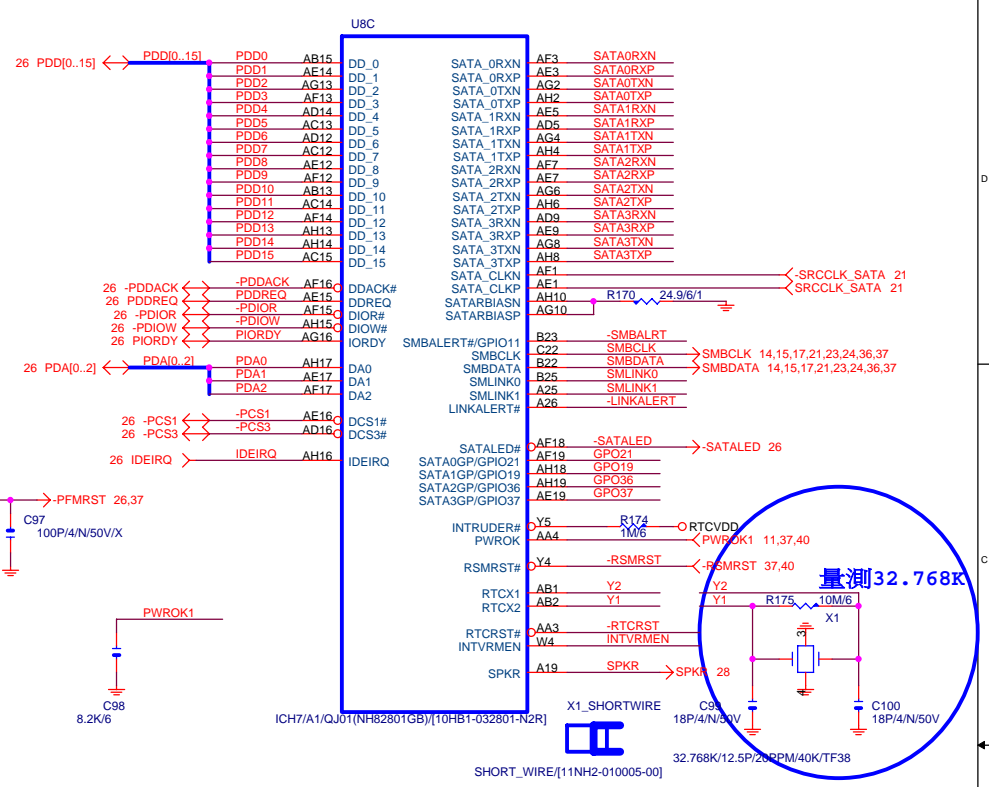 U8C
26 PDD[0..15]
PDD[0..15]
PDD0 AB15 DD_0
PDD1 AE14 DD_1
PDD2 AG13 DD_2
PDD3 AF13 DD_3
PDD4 AD14 DD_4
PDD5 AC13 DD_5
PDD6 AD12 DD_6
PDD7 AC12 DD_7
PDD8 AE12 DD_8
PDD9 AF12 DD_9
PDD10 AB13 DD_10
PDD11 AC14 DD_11
PDD12 AF14 DD_12
PDD13 AH13 DD_13
PDD14 AH14 DD_14
PDD15 AC15 DD_15
26 -PDDACK -PDDACK AF16 DDACK#
26 PDDREQ PDDREQ AE15 DDREQ
26 -PDIOR -PDIOR AF15 DIOR#
26 -PDIOW -PDIOW AH15 DIOW#
26 PIORDY PIORDY AG16 IORDY
26 PDA[0..2] PDA[0..2]
PDA0 AH17 DA0
PDA1 AE17 DA1
PDA2 AF17 DA2
26 -PCS1 -PCS1 AE16 DCS1#
26 -PCS3 -PCS3 AD16 DCS3#
26 IDEIRQ IDEIRQ AH16 IDEIRQ
SATA_0RXN AF3 SATA0RXN
SATA_0RXP AE3 SATA0RXP
SATA_0TXN AG2 SATA0TXN
SATA_0TXP AH2 SATA0TXP
SATA_1RXN AE5 SATA1RXN
SATA_1RXP AD5 SATA1RXP
SATA_1TXN AG4 SATA1TXN
SATA_1TXP AH4 SATA1TXP
SATA_2RXN AF7 SATA2RXN
SATA_2RXP AE7 SATA2RXP
SATA_2TXN AG6 SATA2TXN
SATA_2TXP AH6 SATA2TXP
SATA_3RXN AD9 SATA3RXN
SATA_3RXP AE9 SATA3RXP
SATA_3TXN AG8 SATA3TXN
SATA_3TXP AH8 SATA3TXP
SATA_CLKN AF1 -SRCCLK_SATA 21
SATA_CLKP AE1 SRCCLK_SATA 21
SATARBIASN AH10 R170 24.9/6/1
SATARBIASP AG10
SMBALERT#/GPIO11 B23 -SMBALRT
SMBCLK C22 SMBCLK SMBCLK 14,15,17,21,23,24,36,37
SMBDATA B22 SMBDATA SMBDATA 14,15,17,21,23,24,36,37
SMLINK0 B25 SMLINK0
SMLINK1 A25 SMLINK1
LINKALERT# A26 -LINKALERT
SATALED# AF18 -SATALED -SATALED 26
SATA0GP/GPIO21 AF19 GPO21
SATA1GP/GPIO19 AH18 GPO19
SATA2GP/GPIO36 AH19 GPO36
SATA3GP/GPIO37 AE19 GPO37
INTRUDER# Y5 R174 1M/6 RTCVDD
PWROK AA4 PWROK1 11,37,40
RSMRST# Y4 -RSMRST -RSMRST 37,40
RTCX1 AB1 Y2
RTCX2 AB2 Y1
RTCRST# AA3 -RTCRST
INTVRMEN W4 INTVRMEN
SPKR A19 SPKR SPKR 28
-PFMRST 26,37
C97
100P/4/N/50V/X
PWROK1
C98
8.2K/6
ICH7/A1/QJ01(NH82801GB)/[10HB1-032801-N2R]
量測32.768K
Y2
Y1
R175 10M/6
X1
3
4
C99
18P/4/N/50V
C100
18P/4/N/50V
32.768K/12.5P/20PPM/40K/TF38
X1_SHORTWIRE
SHORT_WIRE/[11NH2-010005-00]
D
C